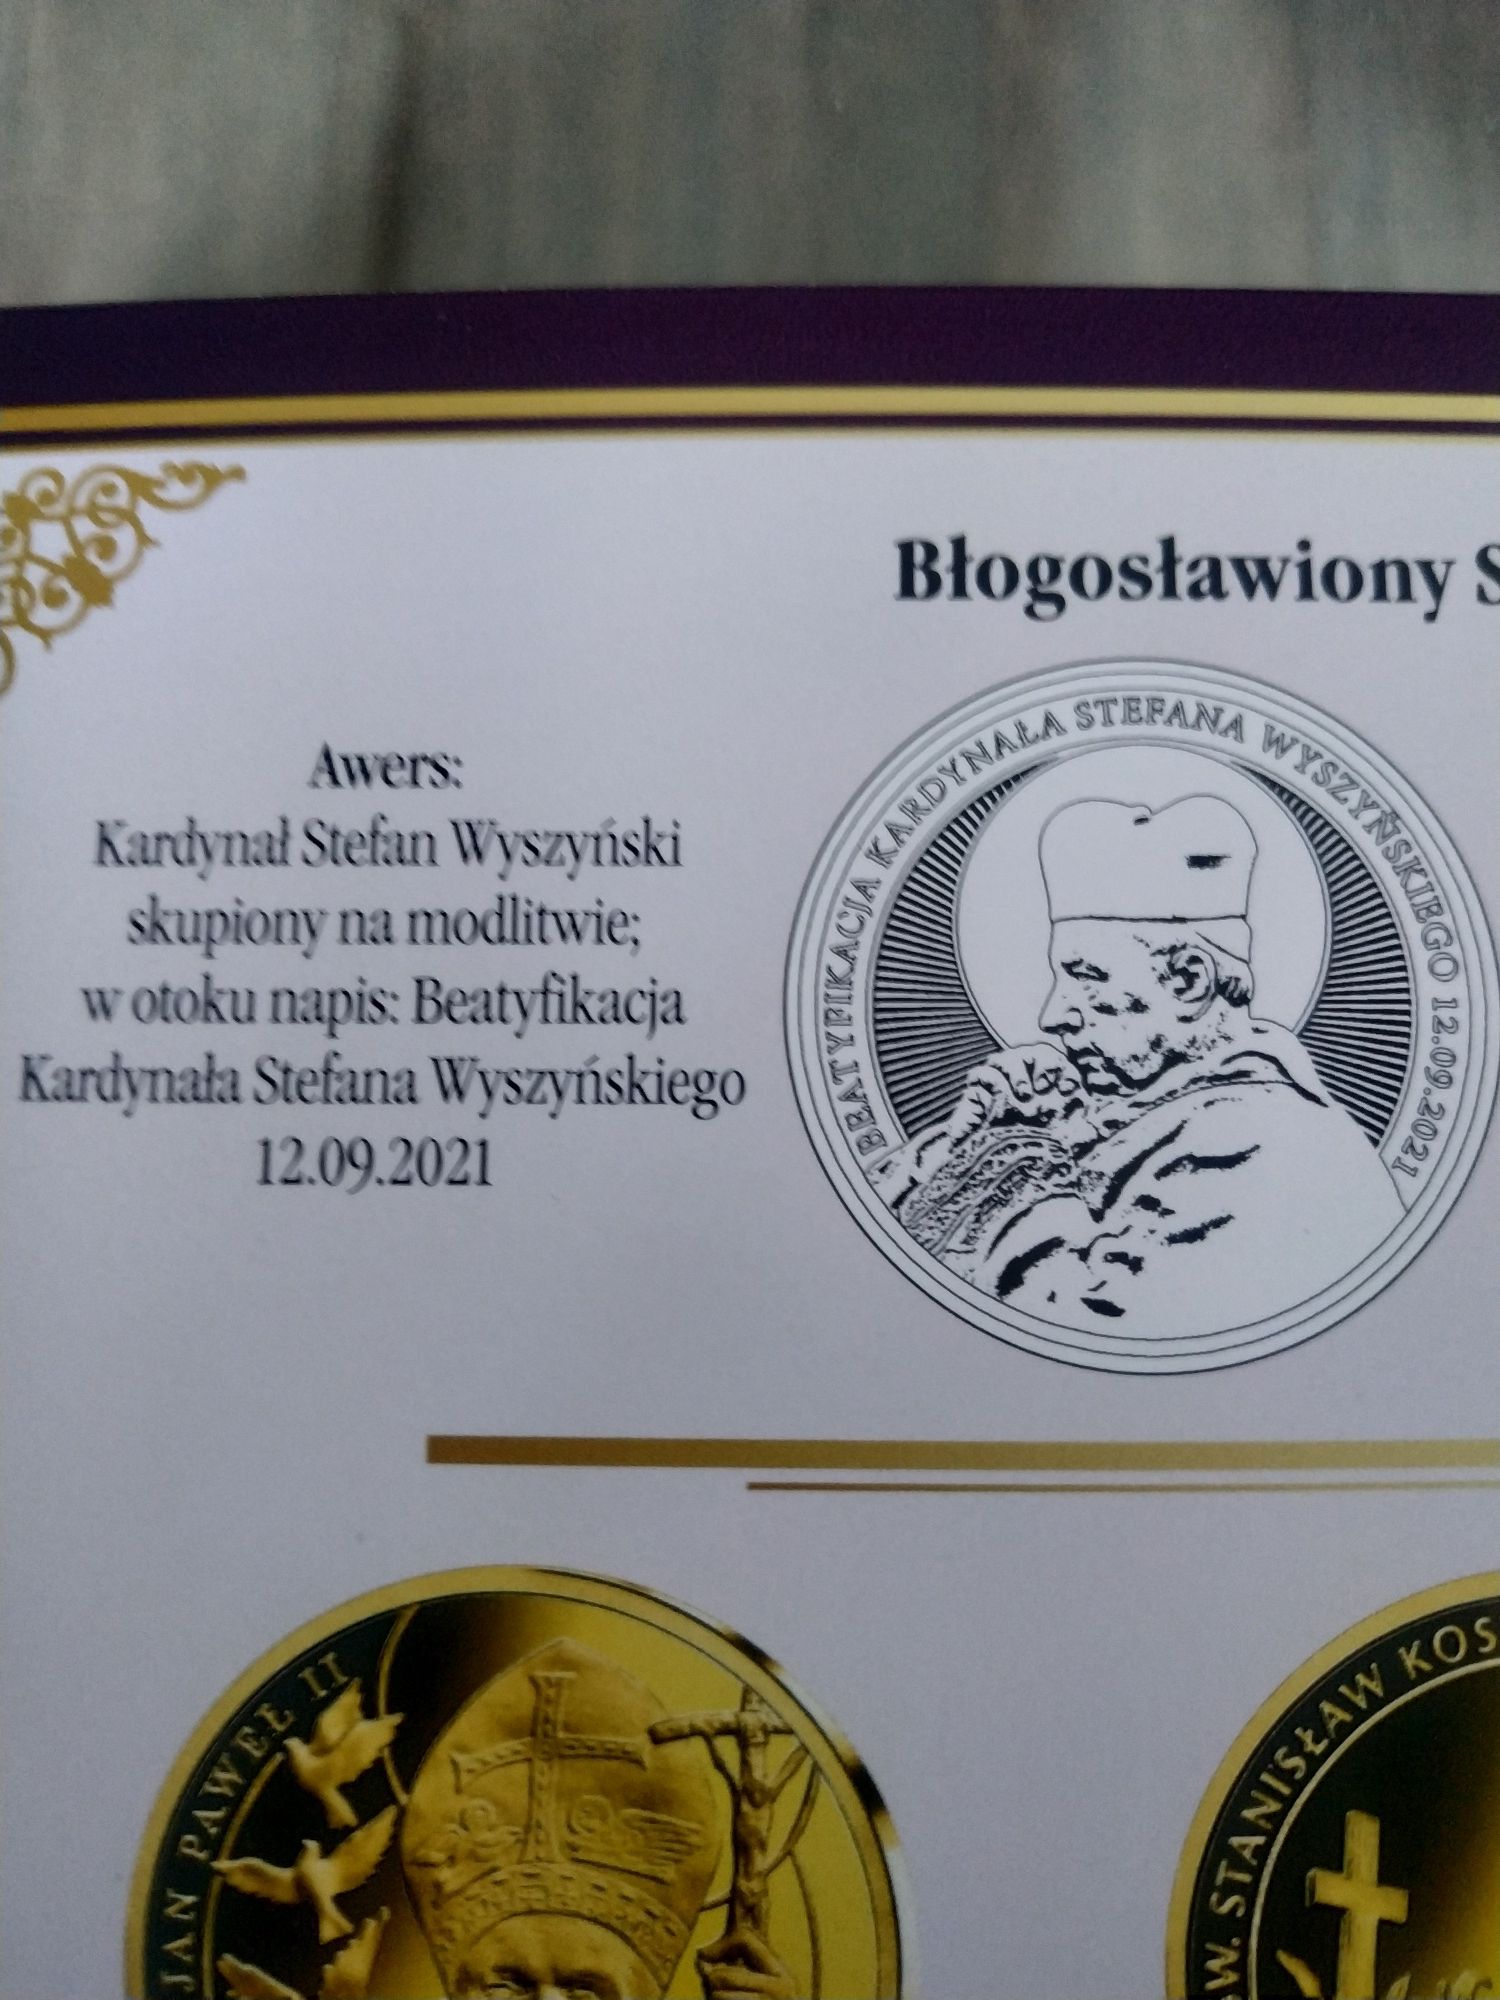 Błogosławiony S
Awers:
Kardynał Stefan Wyszyński
skupiony na modlitwie;
w otoku napis: Beatyfikacja
Kardynała Stefana Wyszyńskiego
12.09.2021
BEATYFIKACJA KARDYNAŁA STEFANA WYSZYŃSKIEGO 12.09.2021
JAN PAWEŁ II
ŚW. STANISŁAW KOS